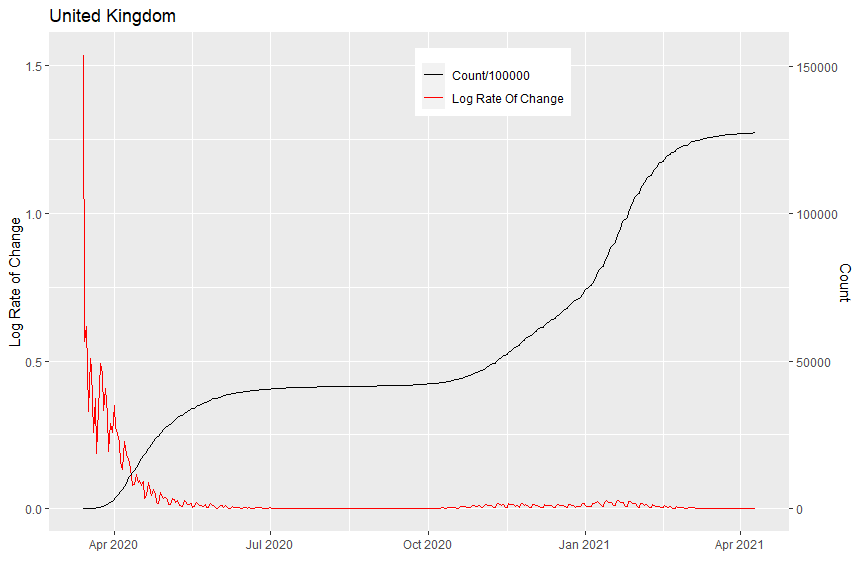 United Kingdom
Count/100000
Log Rate Of Change
1.5
1.0
0.5
0.0
150000
100000
50000
0
Log Rate of Change
Count
Apr 2020
Jul 2020
Oct 2020
Jan 2021
Apr 2021